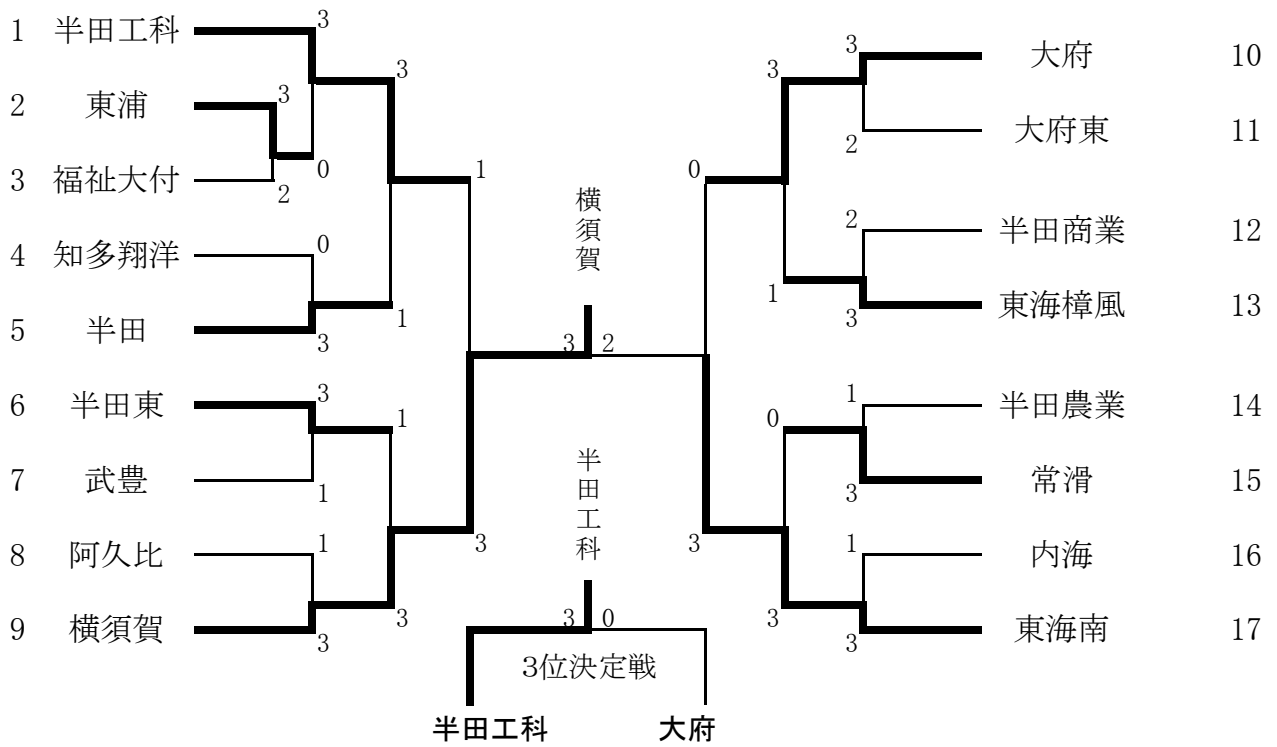 1 半田工科 3
大府 10
3 3
3
2 東浦 3
大府東 11
2
3 福祉大付 2 0
1 0
横須賀
4 知多翔洋 0
2 半田商業 12
5 半田 3 1
1 3 東海樟風 13
3 2
6 半田東 3 1
0 1 半田農業 14
7 武豊 1
3 常滑 15
半田工科
8 阿久比 1 3
3 1 内海 16
9 横須賀 3 3
3 0
3 3 東海南 17
3位決定戦
半田工科 大府